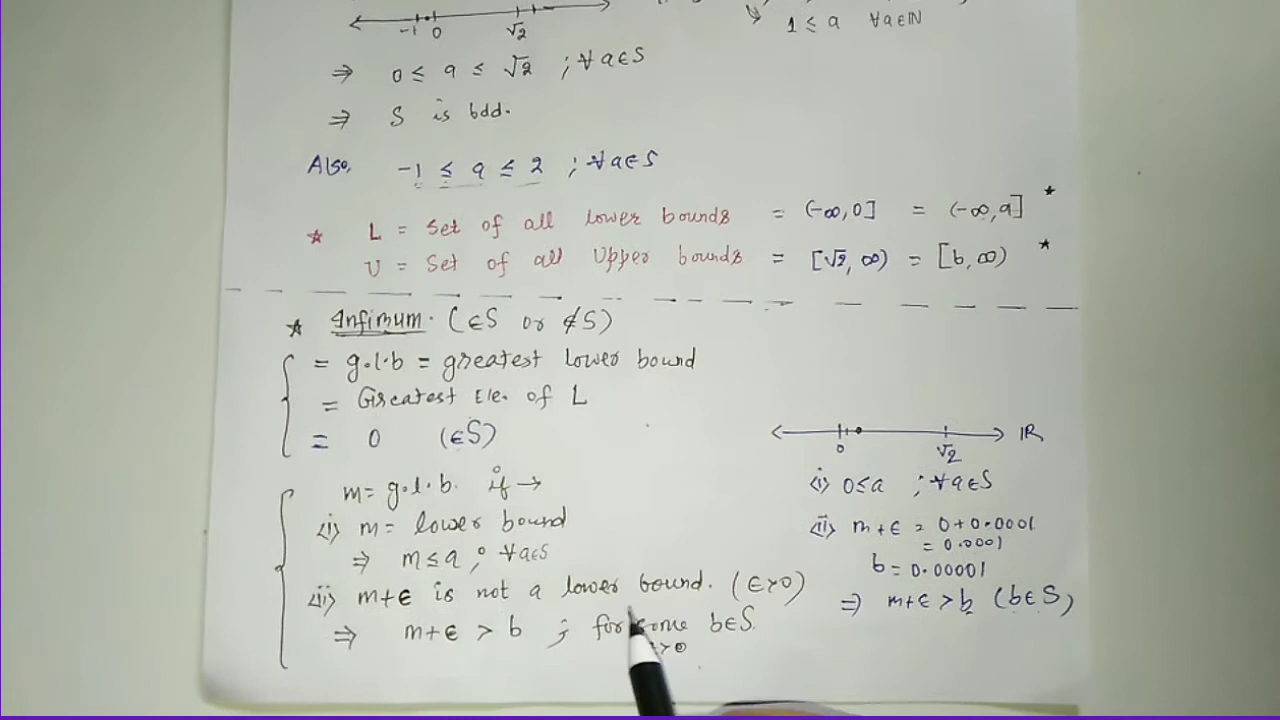 -1 0 √2
1 ≤ a ∀a∈ℕ
⇒ 0 ≤ a ≤ √2 ; ∀a∈S
⇒ S is bdd.
Also, -1 ≤ a ≤ 2 ; ∀a∈S
* L = Set of all lower bounds = (-∞,0] = (-∞,a] *
U = Set of all Upper bounds = [√2,∞) = [b,∞) *
* Infimum. (∈S or ∉S)
= g.l.b = greatest lower bound
= Greatest Ele. of L
= 0 (∈S)
m = g.l.b. if →
<i> m = lower bound
⇒ m ≤ a ; ∀a∈S
<ii> m+ϵ is not a lower bound. (ϵ>0)
⇒ m+ϵ > b ; for some b∈S.
>0
0 √2 ℝ
<i> 0≤a ; ∀a∈S
<ii> m+ϵ = 0+0.0001
= 0.0001
b = 0.00001
⇒ m+ϵ > b (b∈S)